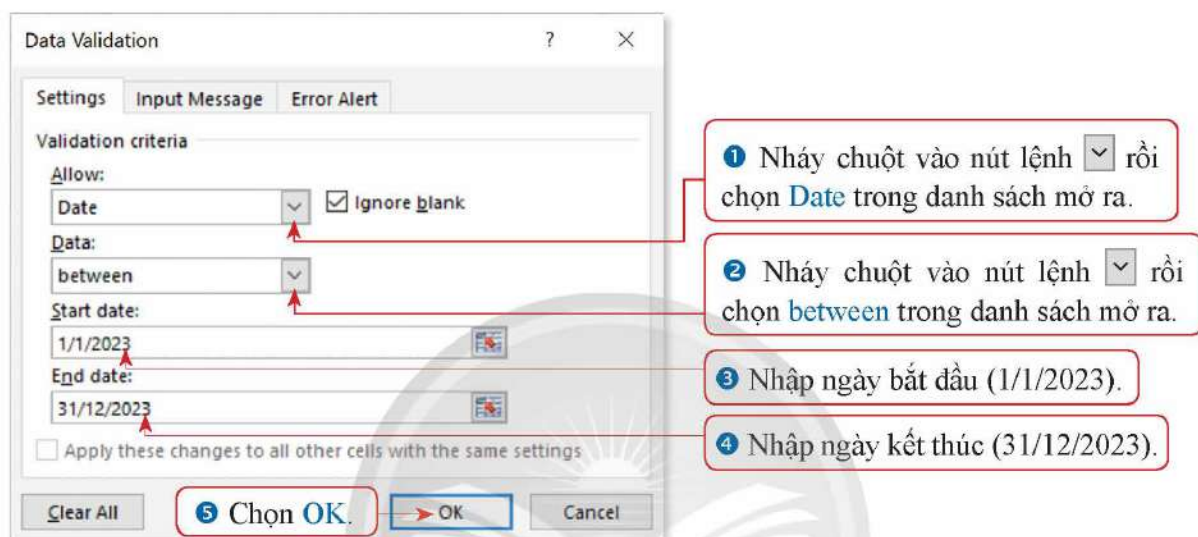 Data Validation ? ×
Settings Input Message Error Alert
Validation criteria
Allow:
Date
Ignore blank
Data:
between
Start date:
1/1/2023
End date:
31/12/2023
Apply these changes to all other cells with the same settings
Clear All
OK
Cancel
❶ Nháy chuột vào nút lệnh rồi
chọn Date trong danh sách mở ra.
❷ Nháy chuột vào nút lệnh rồi
chọn between trong danh sách mở ra.
❸ Nhập ngày bắt đầu (1/1/2023).
❹ Nhập ngày kết thúc (31/12/2023).
❺ Chọn OK.